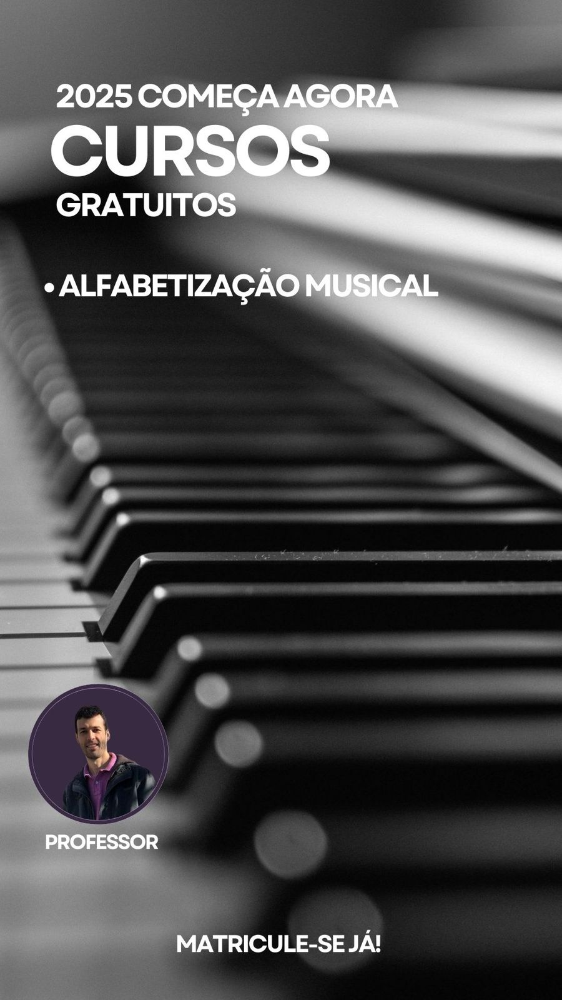 2025 COMEÇA AGORA
CURSOS
GRATUITOS
• ALFABETIZAÇÃO MUSICAL
PROFESSOR
MATRICULE-SE JÁ!